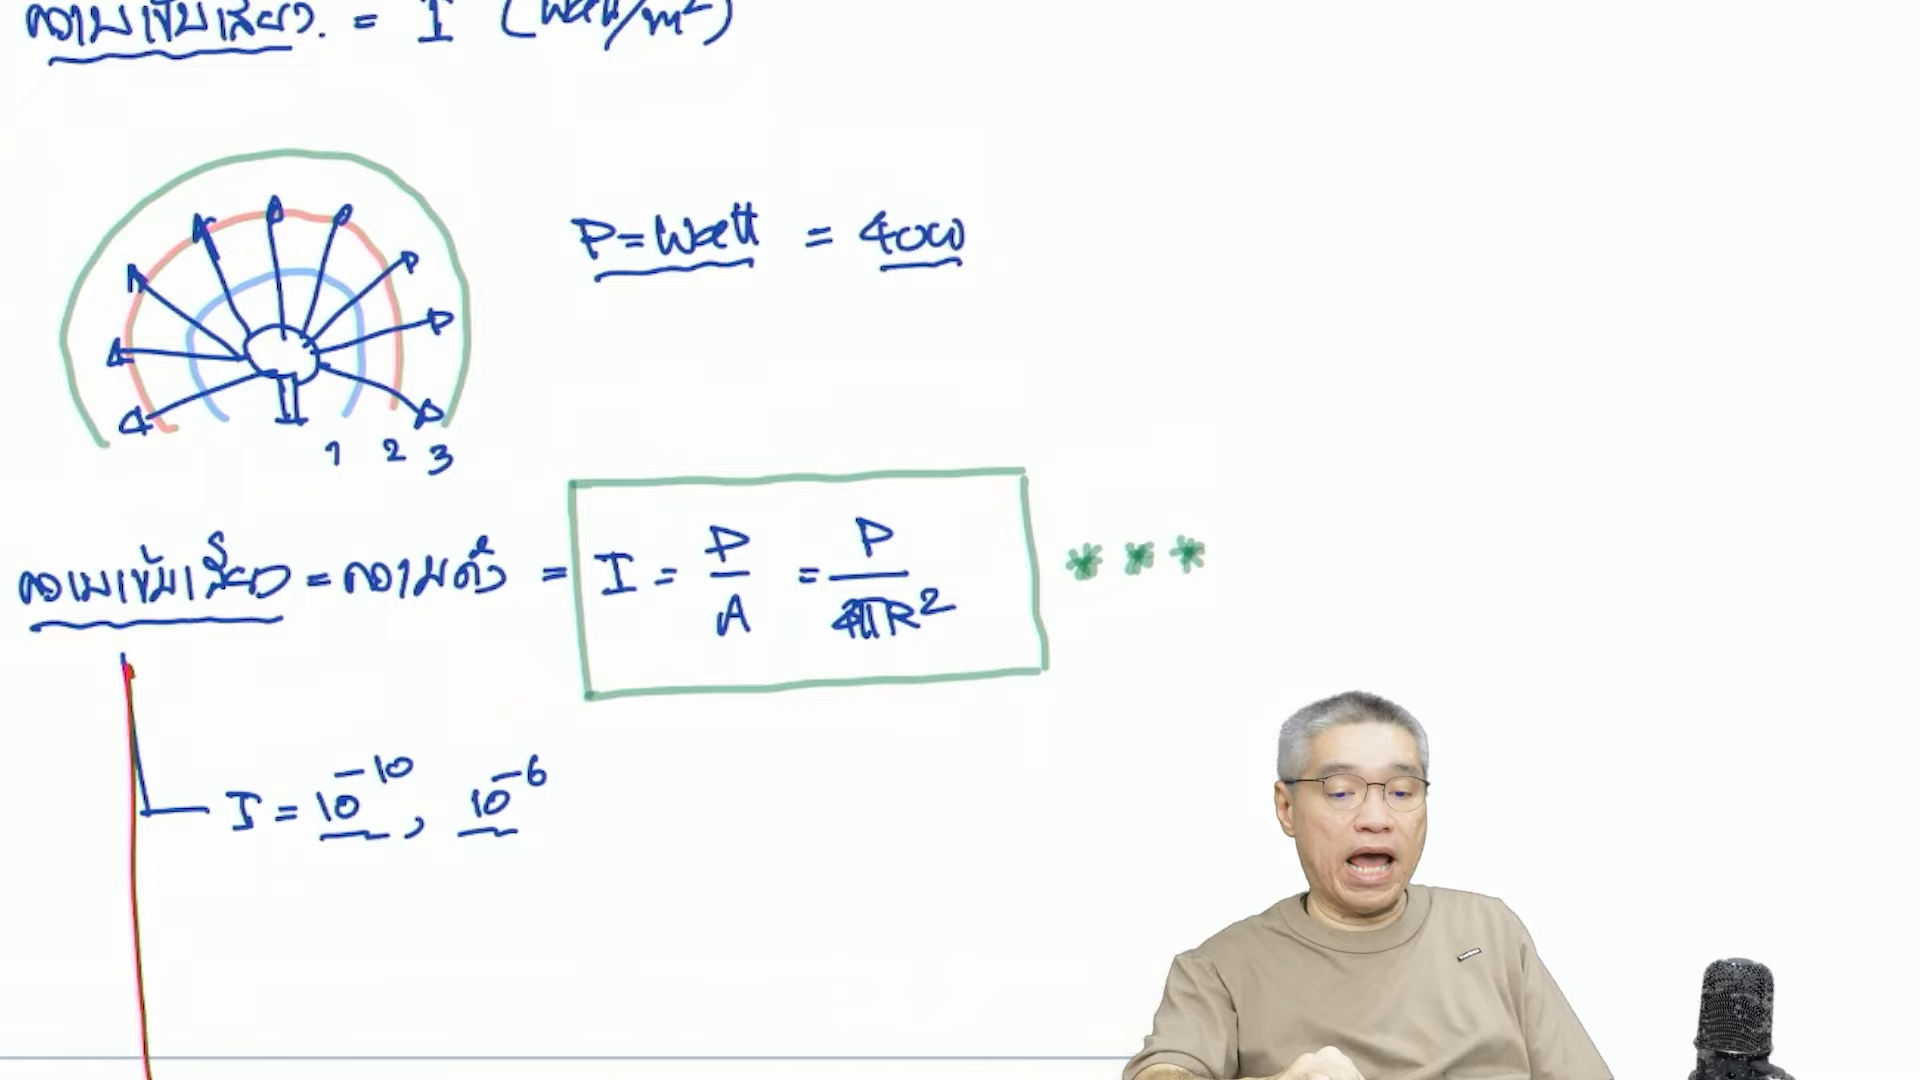 ความเข้มเสียง. = I (Watt/m²)
P = Watt = 400
1 2 3
ความเข้มเสียง = ความดัง = I = P/A = P/4πR² ***
I = 10⁻¹⁰, 10⁻⁶